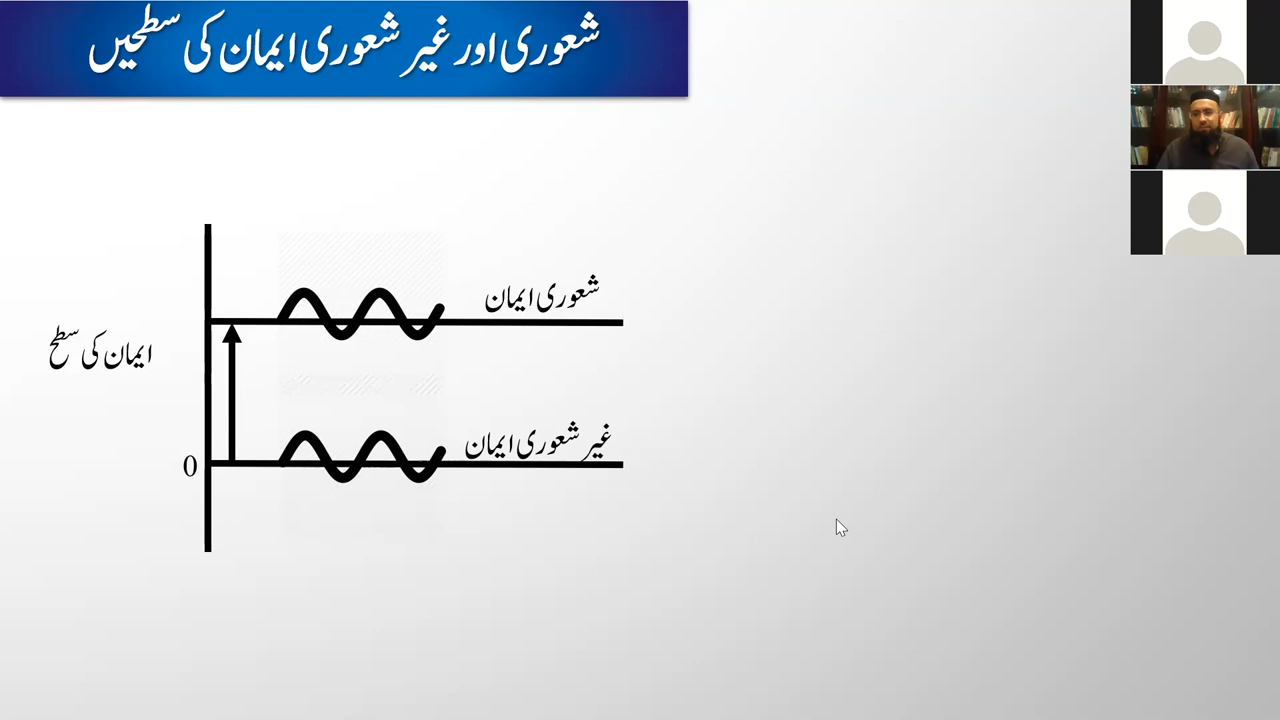 شعوری اور غیر شعوری ایمان کی سطحیں
شعوری ایمان
ایمان کی سطح
غیر شعوری ایمان
0